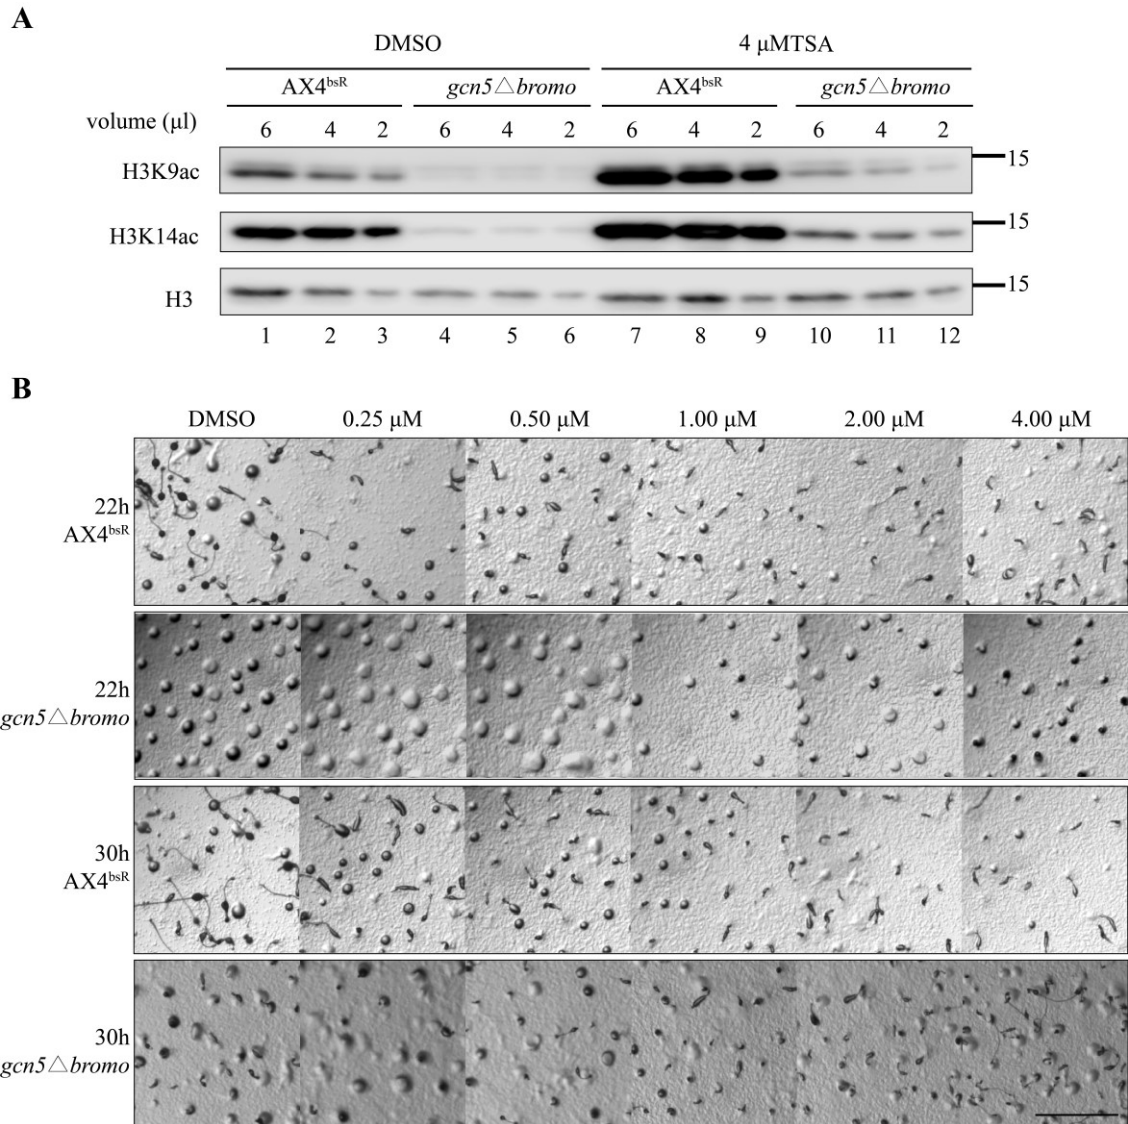 A
DMSO 4 μMTSA
AX4bsR gcn5△bromo AX4bsR gcn5△bromo
volume (μl) 6 4 2 6 4 2 6 4 2 6 4 2
H3K9ac 15
H3K14ac 15
H3 15
1 2 3 4 5 6 7 8 9 10 11 12
B
DMSO 0.25 μM 0.50 μM 1.00 μM 2.00 μM 4.00 μM
22h
AX4bsR
22h
gcn5△bromo
30h
AX4bsR
30h
gcn5△bromo